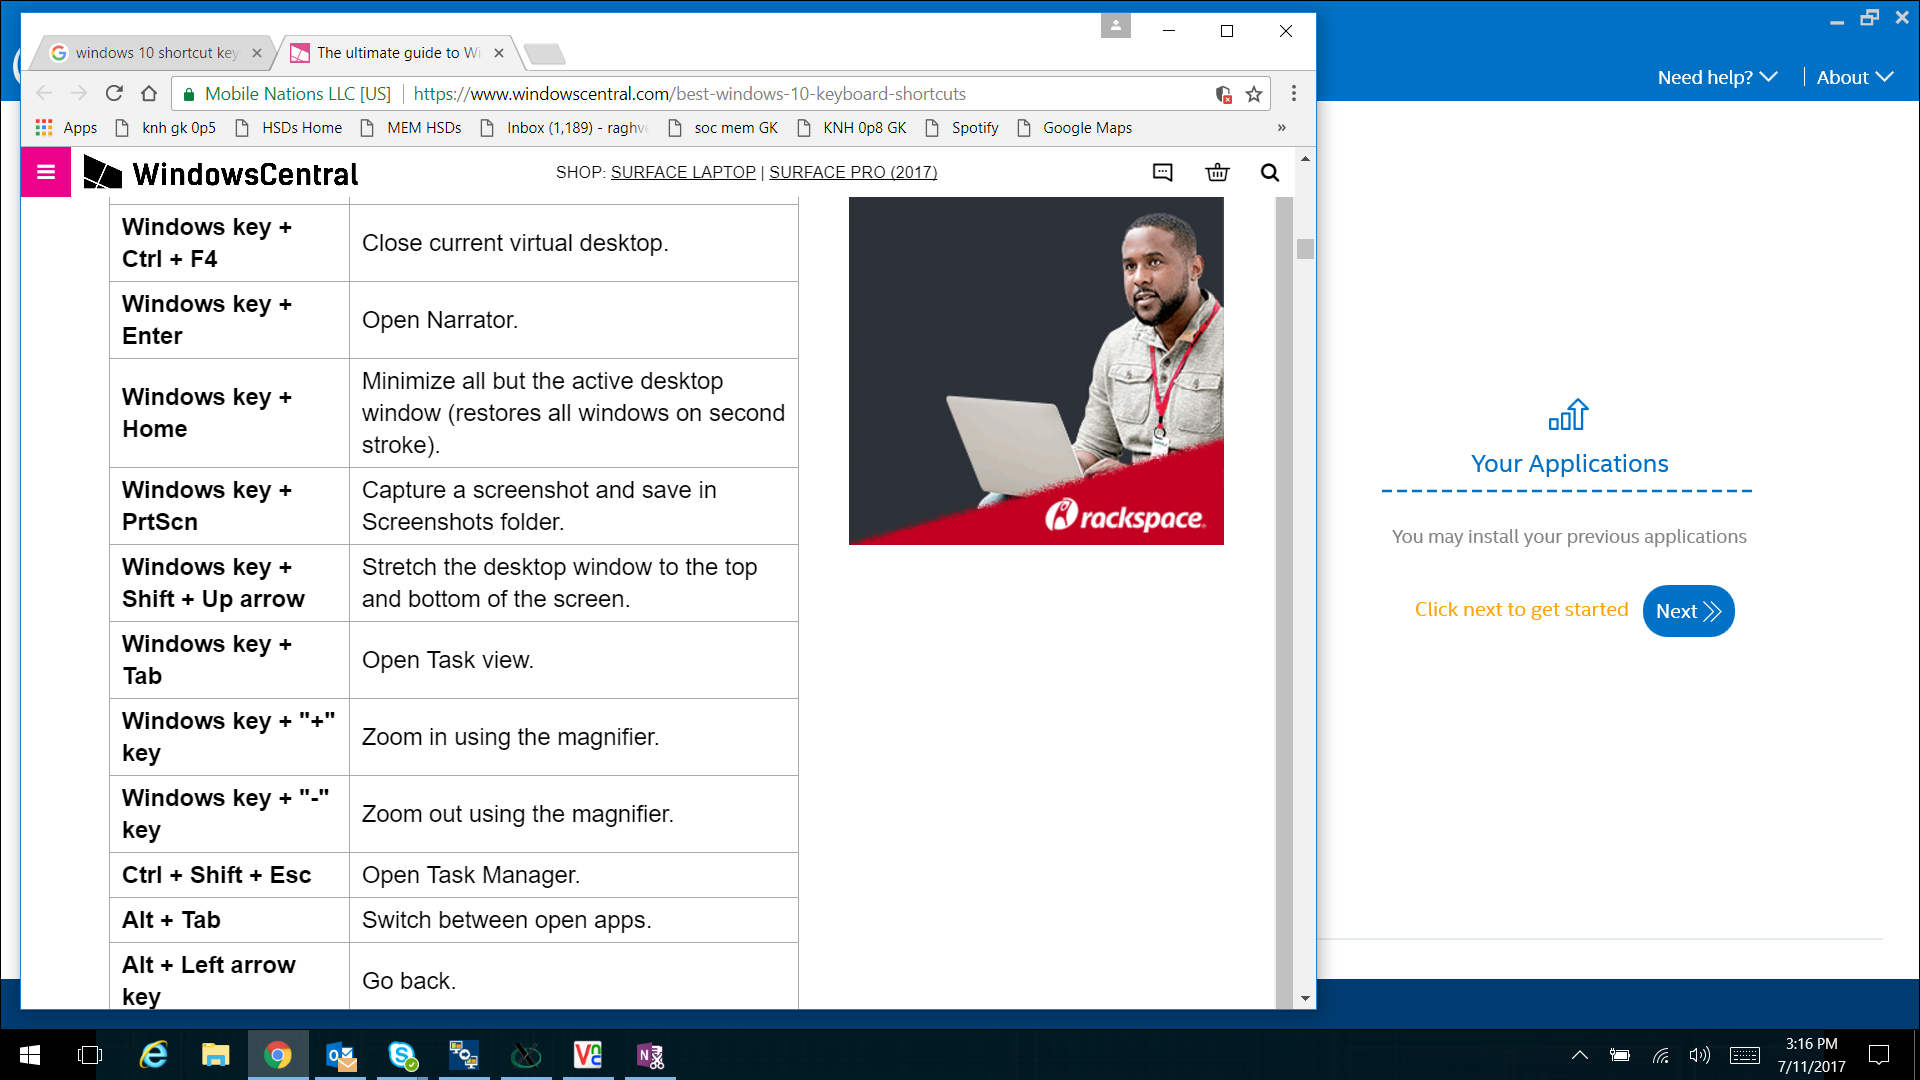 Need help?
About
windows 10 shortcut key
The ultimate guide to Wi
Mobile Nations LLC [US]
https://www.windowscentral.com/best-windows-10-keyboard-shortcuts
Apps
knh gk 0p5
HSDs Home
MEM HSDs
Inbox (1,189) - raghve
soc mem GK
KNH 0p8 GK
Spotify
Google Maps
»
WindowsCentral
SHOP: SURFACE LAPTOP | SURFACE PRO (2017)
Windows key +
Ctrl + F4
Close current virtual desktop.
Windows key +
Enter
Open Narrator.
Windows key +
Home
Minimize all but the active desktop
window (restores all windows on second
stroke).
Windows key +
PrtScn
Capture a screenshot and save in
Screenshots folder.
Windows key +
Shift + Up arrow
Stretch the desktop window to the top
and bottom of the screen.
Windows key +
Tab
Open Task view.
Windows key + "+"
key
Zoom in using the magnifier.
Windows key + "-"
key
Zoom out using the magnifier.
Ctrl + Shift + Esc
Open Task Manager.
Alt + Tab
Switch between open apps.
Alt + Left arrow
key
Go back.
rackspace
Your Applications
You may install your previous applications
Click next to get started
Next
3:16 PM
7/11/2017